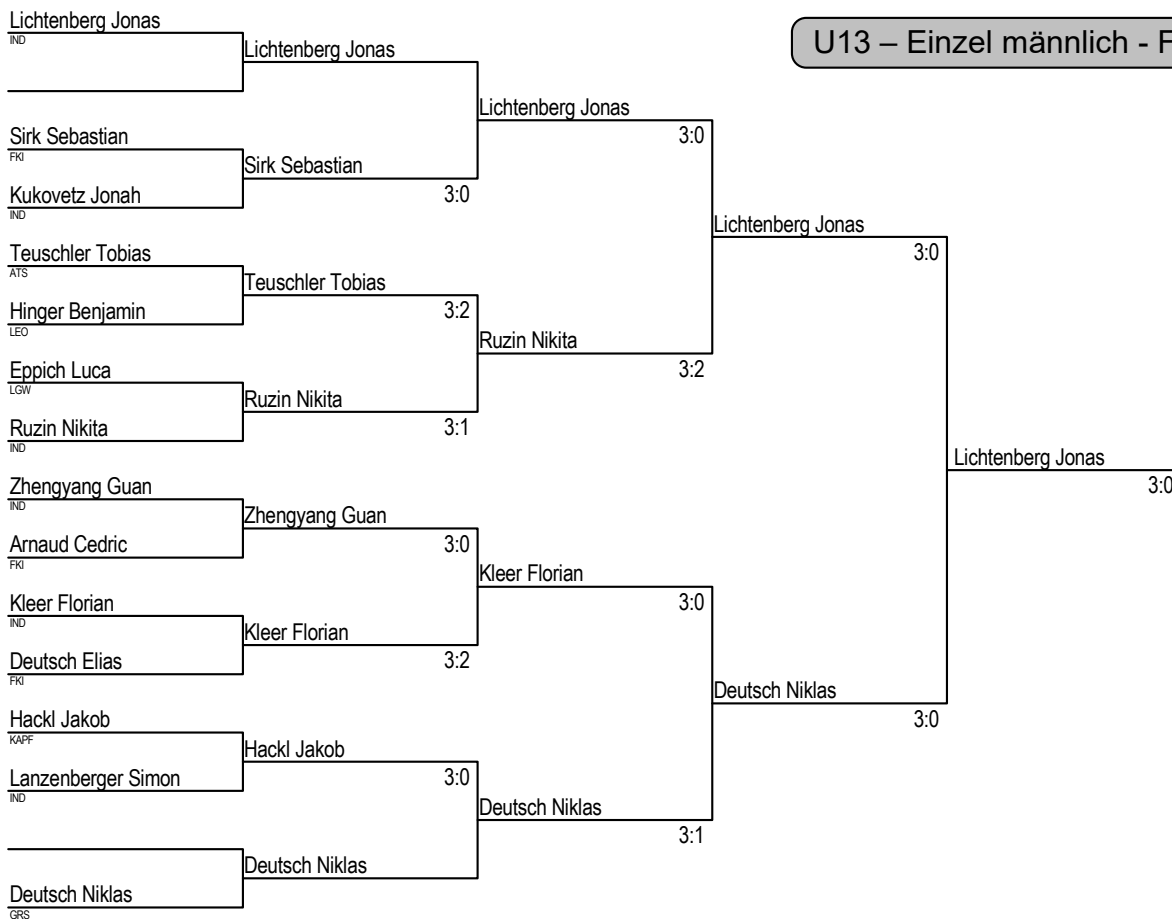 U13 – Einzel männlich - F
Lichtenberg Jonas
IND
Sirk Sebastian
FKI
Kukovetz Jonah
IND
Teuschler Tobias
ATS
Hinger Benjamin
LEO
Eppich Luca
LGW
Ruzin Nikita
IND
Zhengyang Guan
IND
Arnaud Cedric
FKI
Kleer Florian
IND
Deutsch Elias
FKI
Hackl Jakob
KAPF
Lanzenberger Simon
IND
Deutsch Niklas
GRS
Lichtenberg Jonas
Sirk Sebastian
3:0
Teuschler Tobias
3:2
Ruzin Nikita
3:1
Zhengyang Guan
3:0
Kleer Florian
3:2
Hackl Jakob
3:0
Deutsch Niklas
Lichtenberg Jonas
3:0
Ruzin Nikita
3:2
Kleer Florian
3:0
Deutsch Niklas
3:1
Lichtenberg Jonas
3:0
Deutsch Niklas
3:0
Lichtenberg Jonas
3:0